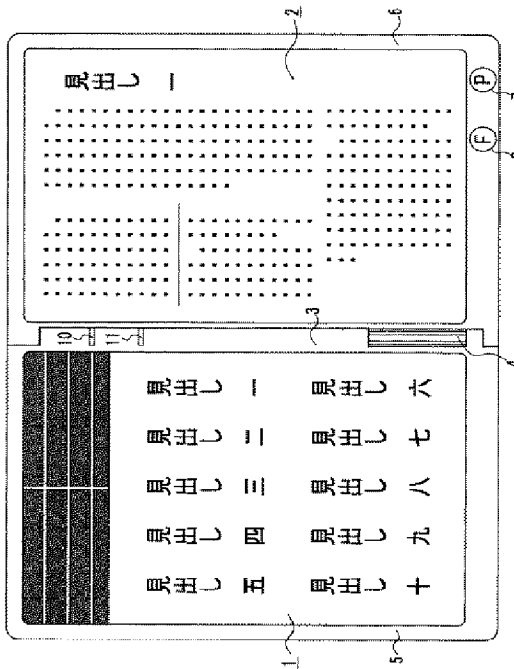 6
2
見出し 一
P
F
10
11
3
4
見出し 一
見出し 二
見出し 三
見出し 四
見出し 五
見出し 六
見出し 七
見出し 八
見出し 九
見出し 十
1
5